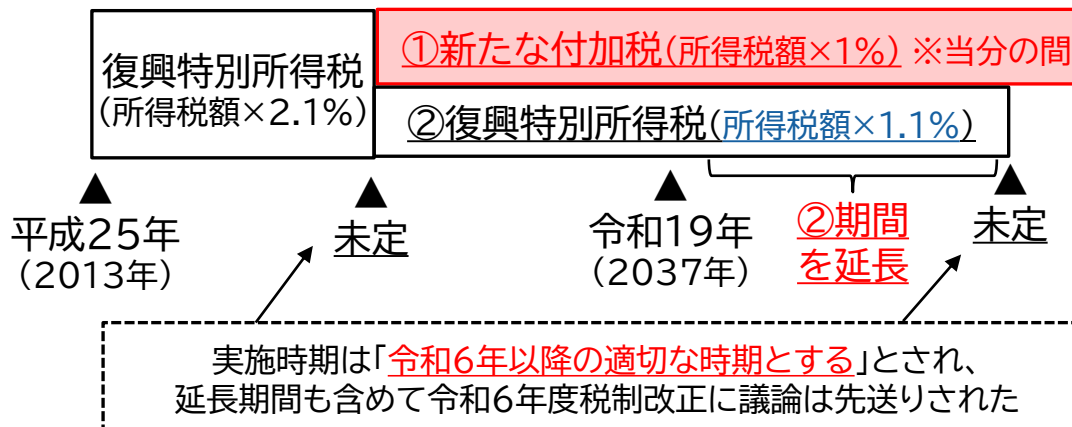 復興特別所得税
(所得税額×2.1%)
①新たな付加税(所得税額×1%) ※当分の間
②復興特別所得税(所得税額×1.1%)
▲
平成25年
(2013年)
▲
未定
▲
令和19年
(2037年)
②期間
を延長
▲
未定
実施時期は「令和6年以降の適切な時期とする」とされ、
延長期間も含めて令和6年度税制改正に議論は先送りされた